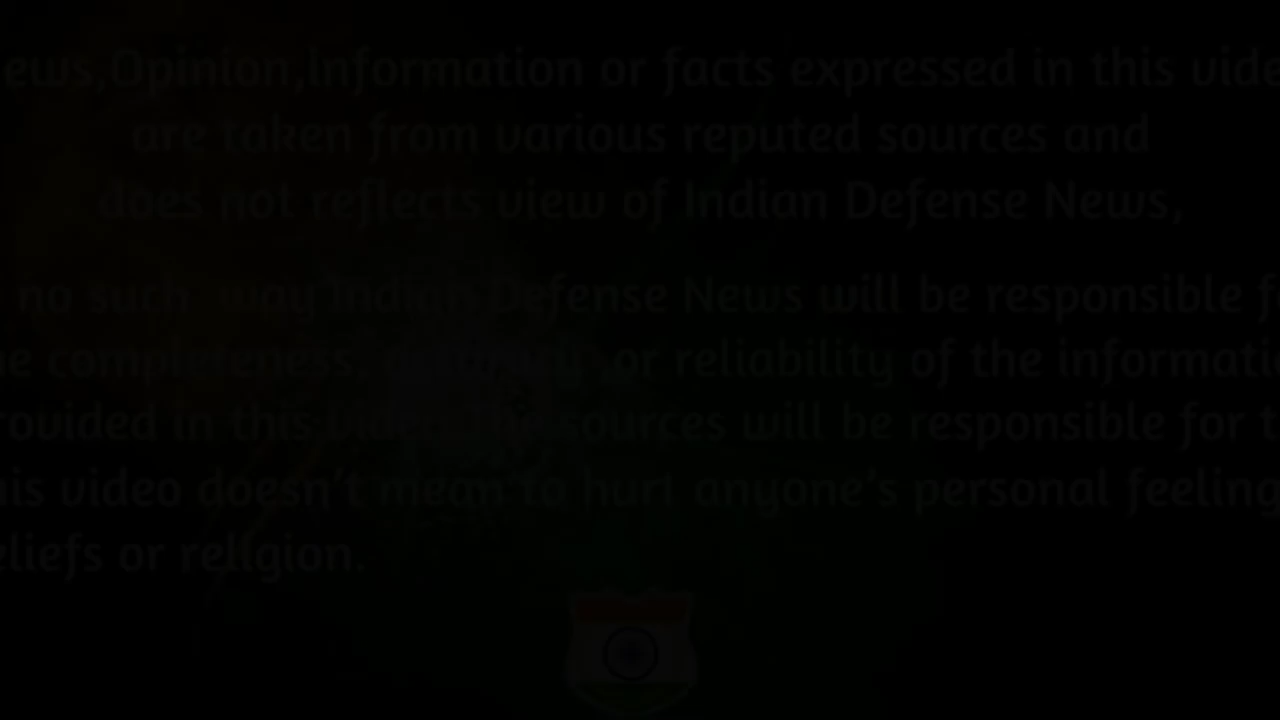 ews,Opinion,Information or facts expressed in this vide
are taken from various reputed sources and
does not reflects view of Indian Defense News,
no such way Indian Defense News will be responsible f
e completeness, accuracy, or reliability of the informati
rovided in this video. The sources will be responsible for t
is video doesn't mean to hurt anyone's personal feeling
eliefs or religion.